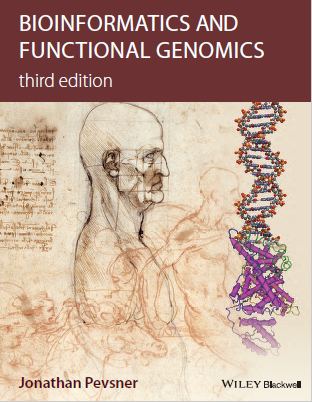 BIOINFORMATICS AND
FUNCTIONAL GENOMICS
third edition
Jonathan Pevsner
WILEY Blackwell